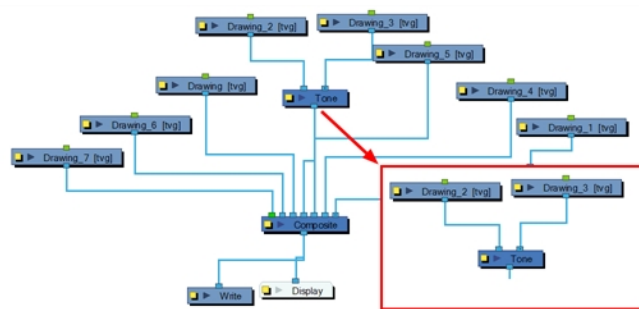 Drawing_2 [tvg]
Drawing_3 [tvg]
Drawing_5 [tvg]
Drawing [tvg]
Tone
Drawing_4 [tvg]
Drawing_6 [tvg]
Drawing_1 [tvg]
Drawing_7 [tvg]
Drawing_2 [tvg]
Drawing_3 [tvg]
Composite
Tone
Write
Display